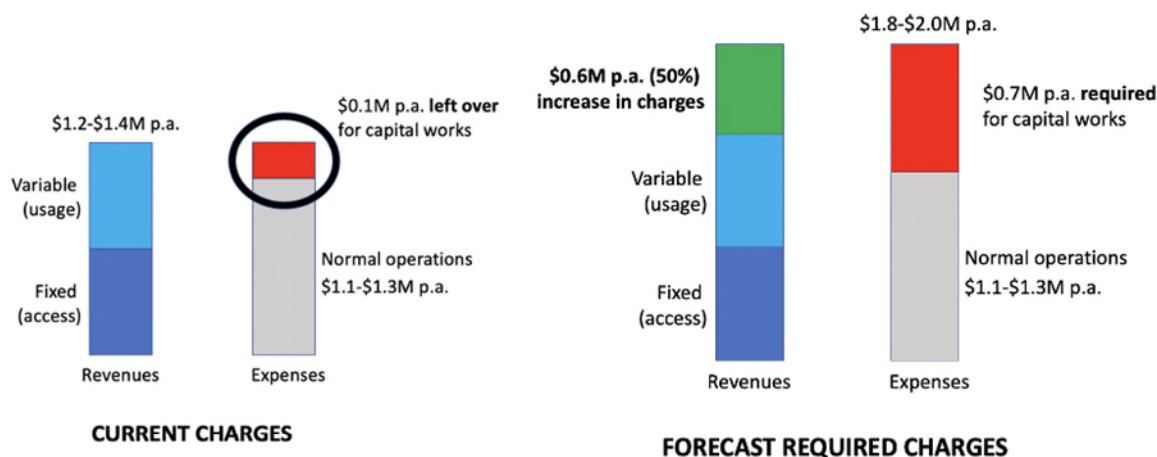 $1.2-$1.4M p.a.
$0.1M p.a. left over
for capital works
Variable
(usage)
Normal operations
$1.1-$1.3M p.a.
Fixed
(access)
Revenues
Expenses
CURRENT CHARGES
$1.8-$2.0M p.a.
$0.6M p.a. (50%)
increase in charges
$0.7M p.a. required
for capital works
Variable
(usage)
Normal operations
$1.1-$1.3M p.a.
Fixed
(access)
Revenues
Expenses
FORECAST REQUIRED CHARGES